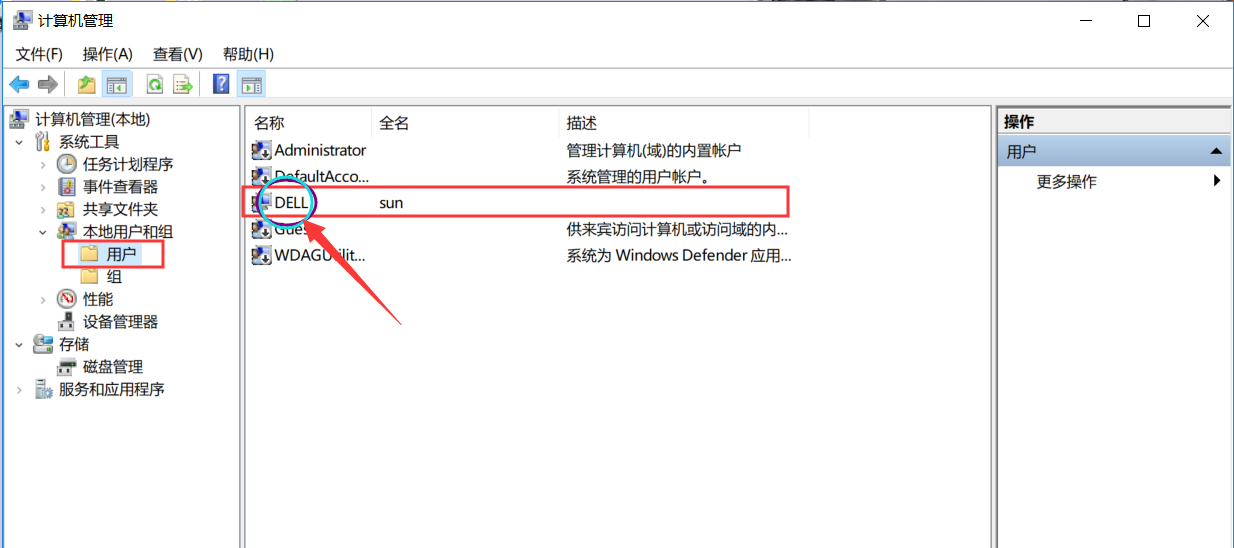 计算机管理
文件(F) 操作(A) 查看(V) 帮助(H)
计算机管理(本地)
系统工具
任务计划程序
事件查看器
共享文件夹
本地用户和组
用户
组
性能
设备管理器
存储
磁盘管理
服务和应用程序
名称 全名 描述
Administrator 管理计算机(域)的内置帐户
DefaultAcco... 系统管理的用户帐户。
DELL sun
Guest 供来宾访问计算机或访问域的内...
WDAGUtilit... 系统为 Windows Defender 应用...
操作
用户
更多操作